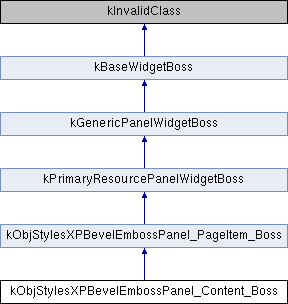 kInvalidClass
kBaseWidgetBoss
kGenericPanelWidgetBoss
kPrimaryResourcePanelWidgetBoss
kObjStylesXPBevelEmbossPanel_PageItem_Boss
kObjStylesXPBevelEmbossPanel_Content_Boss